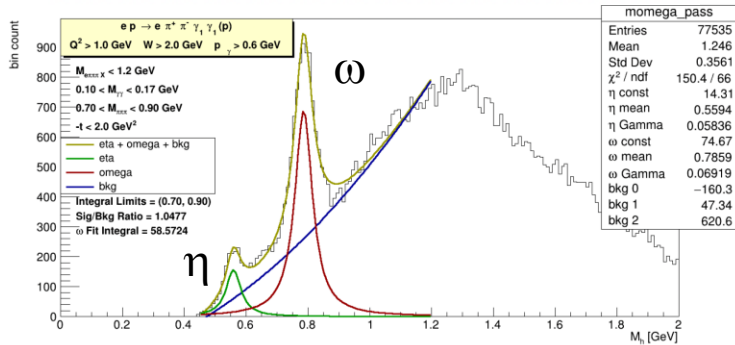 e p → e π⁺ π⁻ γ₁ γ₁ (p)
Q² > 1.0 GeV W > 2.0 GeV p γ > 0.6 GeV
M eπππ X < 1.2 GeV
0.10 < M γγ < 0.17 GeV
0.70 < M πππ < 0.90 GeV
-t < 2.0 GeV²
eta + omega + bkg
eta
omega
bkg
Integral Limits = (0.70, 0.90)
Sig/Bkg Ratio = 1.0477
ω Fit Integral = 58.5724
η
ω
momega_pass
Entries 77535
Mean 1.246
Std Dev 0.3561
χ² / ndf 150.4 / 66
η const 14.31
η mean 0.5594
η Gamma 0.05836
ω const 74.67
ω mean 0.7859
ω Gamma 0.06919
bkg 0 −160.3
bkg 1 47.34
bkg 2 620.6
bin count
900
800
700
600
500
400
300
200
100
0
0 0.2 0.4 0.6 0.8 1 1.2 1.4 1.6 1.8 2
M h [GeV]